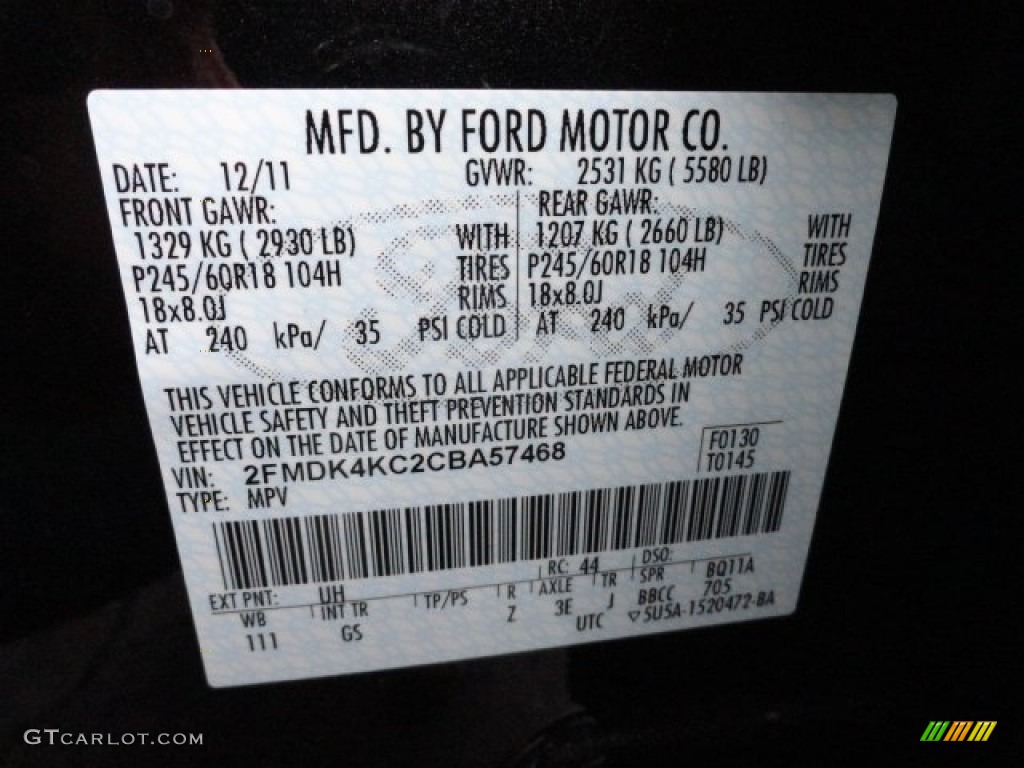 MFD. BY FORD MOTOR CO.
DATE: 12/11 GVWR: 2531 KG ( 5580 LB)
FRONT GAWR: REAR GAWR:
1329 KG ( 2930 LB) WITH 1207 KG ( 2660 LB) WITH
P245/60R18 104H TIRES P245/60R18 104H TIRES
18x8.0J RIMS 18x8.0J RIMS
AT 240 kPa/ 35 PSI COLD AT 240 kPa/ 35 PSI COLD
THIS VEHICLE CONFORMS TO ALL APPLICABLE FEDERAL MOTOR
VEHICLE SAFETY AND THEFT PREVENTION STANDARDS IN
EFFECT ON THE DATE OF MANUFACTURE SHOWN ABOVE.
VIN: 2FMDK4KC2CBA57468 F0130
TYPE: MPV T0145
EXT PNT: UH RC: 44 DSO:
WB INT TR TP/PS R AXLE TR SPR BQ11A
111 GS Z 3E J BBCC 705
UTC ▽5U5A-1520472-BA
GTCARLOT.COM